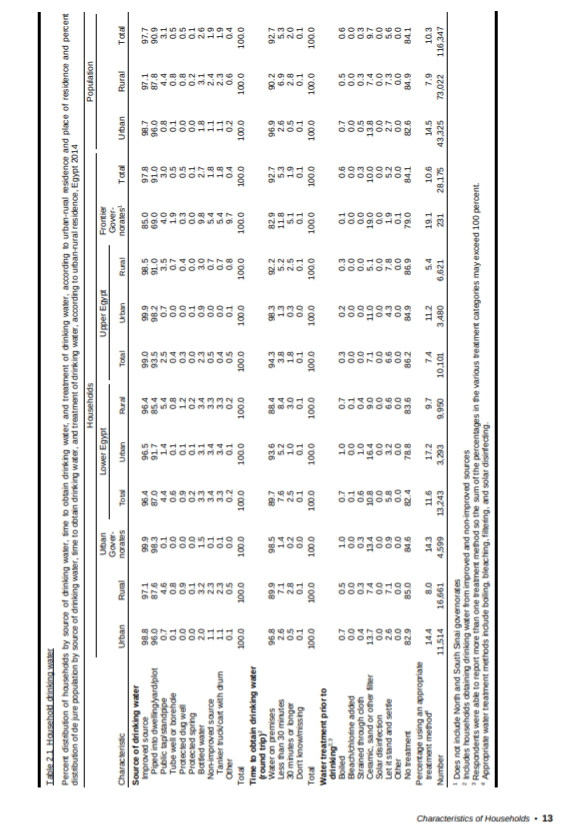 Table 2.1 Household drinking water
Percent distribution of households by source of drinking water, time to obtain drinking water, and treatment of drinking water, according to urban-rural residence and place of residence and percent
distribution of de jure population by source of drinking water, time to obtain drinking water, and treatment of drinking water, according to urban-rural residence, Egypt 2014
Households Population
Urban Gover-norates Lower Egypt Upper Egypt Frontier Gover-norates¹
Characteristic Urban Rural Total Urban Rural Total Urban Rural Total Urban Rural Total
Source of drinking water
Improved source 98.8 97.1 99.9 96.4 96.5 96.4 99.0 99.9 98.5 85.0 97.8 98.7 97.1 97.7
Piped into dwelling/yard/plot 96.0 87.6 98.3 87.0 91.7 85.4 93.5 98.2 91.0 69.0 91.0 96.0 87.8 90.9
Public tap/standpipe 0.7 4.6 0.1 4.4 1.4 5.4 2.5 0.7 3.5 4.0 3.0 0.8 4.4 3.1
Tube well or borehole 0.1 0.8 0.0 0.6 0.1 0.8 0.4 0.0 0.7 1.9 0.5 0.1 0.8 0.5
Protected dug well 0.0 0.9 0.0 0.9 0.1 1.2 0.3 0.0 0.4 0.3 0.5 0.0 0.8 0.5
Protected spring 0.0 0.1 0.0 0.2 0.1 0.2 0.0 0.1 0.0 0.0 0.1 0.0 0.2 0.1
Bottled water 2.0 3.2 1.5 3.3 3.1 3.4 2.3 0.9 3.0 9.8 2.7 1.8 3.1 2.6
Non-improved source 1.1 2.3 0.1 3.4 3.4 3.3 0.5 0.0 0.7 5.4 1.8 1.1 2.4 1.9
Tanker truck/cart with drum 1.1 2.3 0.1 3.3 3.4 3.3 0.4 0.0 0.7 5.4 1.8 1.1 2.3 1.9
Other 0.1 0.5 0.0 0.2 0.1 0.2 0.5 0.1 0.8 9.7 0.4 0.2 0.6 0.4
Total 100.0 100.0 100.0 100.0 100.0 100.0 100.0 100.0 100.0 100.0 100.0 100.0 100.0 100.0
Time to obtain drinking water
(round trip)²
Water on premises 96.8 89.9 98.5 89.7 93.6 88.4 94.3 98.3 92.2 82.9 92.7 96.9 90.2 92.7
Less than 30 minutes 2.6 7.1 1.4 7.6 5.2 8.4 3.8 1.3 5.2 11.8 5.3 2.6 6.9 5.3
30 minutes or longer 0.5 2.8 0.2 2.5 1.0 3.0 1.8 0.3 2.5 5.1 1.9 0.5 2.8 2.0
Don't know/missing 0.1 0.1 0.0 0.1 0.1 0.1 0.1 0.0 0.1 0.1 0.1 0.1 0.1 0.1
Total 100.0 100.0 100.0 100.0 100.0 100.0 100.0 100.0 100.0 100.0 100.0 100.0 100.0 100.0
Water treatment prior to
drinking³
Boiled 0.7 0.5 1.0 0.7 1.0 0.7 0.3 0.2 0.3 0.1 0.6 0.7 0.5 0.6
Bleach/chlorine added 0.0 0.0 0.0 0.1 0.0 0.1 0.0 0.0 0.0 0.0 0.0 0.0 0.0 0.0
Strained through cloth 0.4 0.3 0.3 0.6 1.0 0.4 0.0 0.0 0.0 0.0 0.3 0.5 0.3 0.3
Ceramic, sand or other filter 13.7 7.4 13.4 10.8 16.4 9.0 7.1 11.0 5.1 19.0 10.0 13.8 7.4 9.7
Solar disinfection 0.0 0.0 0.0 0.0 0.0 0.0 0.0 0.0 0.0 0.0 0.0 0.0 0.0 0.0
Let it stand and settle 2.6 7.1 0.9 5.8 3.2 6.6 6.6 4.3 7.8 1.9 5.2 2.7 7.3 5.6
Other 0.0 0.0 0.0 0.0 0.0 0.0 0.0 0.0 0.0 0.1 0.0 0.0 0.0 0.0
No treatment 82.9 85.0 84.6 82.4 78.8 83.6 86.2 84.9 86.9 79.0 84.1 82.6 84.9 84.1
Percentage using an appropriate
treatment method⁴ 14.4 8.0 14.3 11.6 17.2 9.7 7.4 11.2 5.4 19.1 10.6 14.5 7.9 10.3
Number 11,514 16,661 4,599 13,243 3,293 9,950 10,101 3,480 6,621 231 28,175 43,325 73,022 116,347
¹ Does not include North and South Sinai governorates
² Includes households obtaining drinking water from improved and non-improved sources
³ Respondents were able to report more than one treatment method so the sum of the percentages in the various treatment categories may exceed 100 percent.
⁴ Appropriate water treatment methods include boiling, bleaching, filtering, and solar disinfecting.
Characteristics of Households • 13